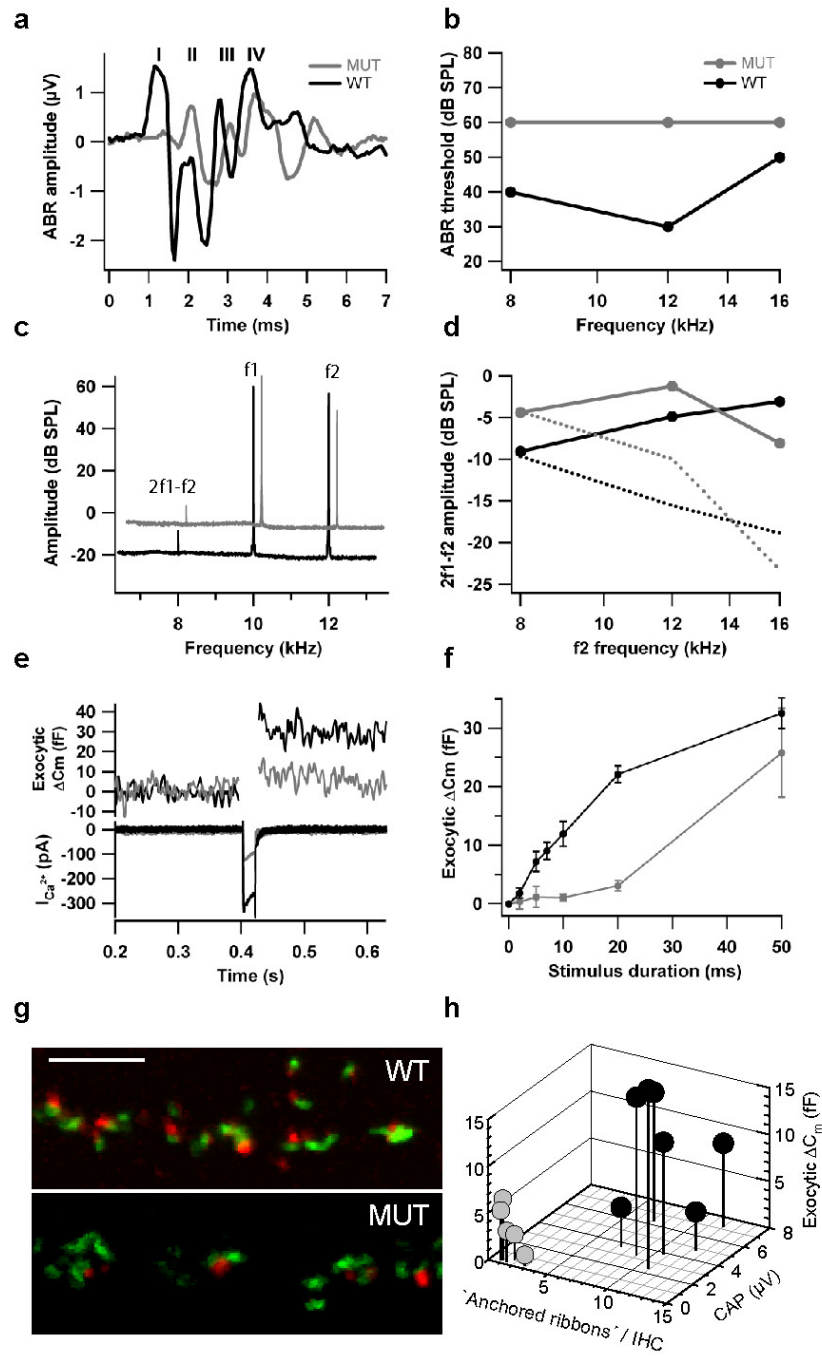 a
I II III IV
MUT
WT
ABR amplitude (µV)
1
0
-1
-2
0 1 2 3 4 5 6 7
Time (ms)
b
MUT
WT
ABR threshold (dB SPL)
80
70
60
50
40
30
20
8 10 12 14 16
Frequency (kHz)
c
f1 f2
2f1-f2
Amplitude (dB SPL)
60
40
20
0
-20
8 10 12
Frequency (kHz)
d
2f1-f2 amplitude (dB SPL)
0
-5
-10
-15
-20
-25
8 10 12 14 16
f2 frequency (kHz)
e
Exocytic
ΔCm (fF)
40
30
20
10
0
-10
I Ca²⁺ (pA)
0
-100
-200
-300
0.2 0.3 0.4 0.5 0.6
Time (s)
f
Exocytic ΔCm (fF)
30
20
10
0
0 10 20 30 40 50
Stimulus duration (ms)
g
WT
MUT
h
15
10
5
0
15
10
5
Exocytic ΔCm (fF)
8
6
4
2
0
CAP (µV)
5 10 15
´Anchored ribbons´ / IHC